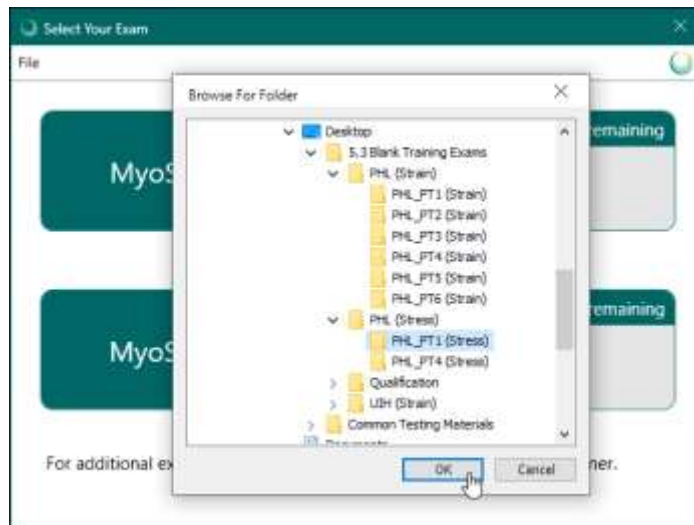 Select Your Exam
File
Browse For Folder
Desktop
5.3 Blank Training Exams
PHL (Strain)
PHL_PT1 (Strain)
PHL_PT2 (Strain)
PHL_PT3 (Strain)
PHL_PT4 (Strain)
PHL_PT5 (Strain)
PHL_PT6 (Strain)
PHL (Stress)
PHL_PT1 (Stress)
PHL_PT4 (Stress)
Qualification
UIH (Strain)
Common Testing Materials
remaining
MyoS
remaining
MyoS
OK Cancel
For additional ex ner.